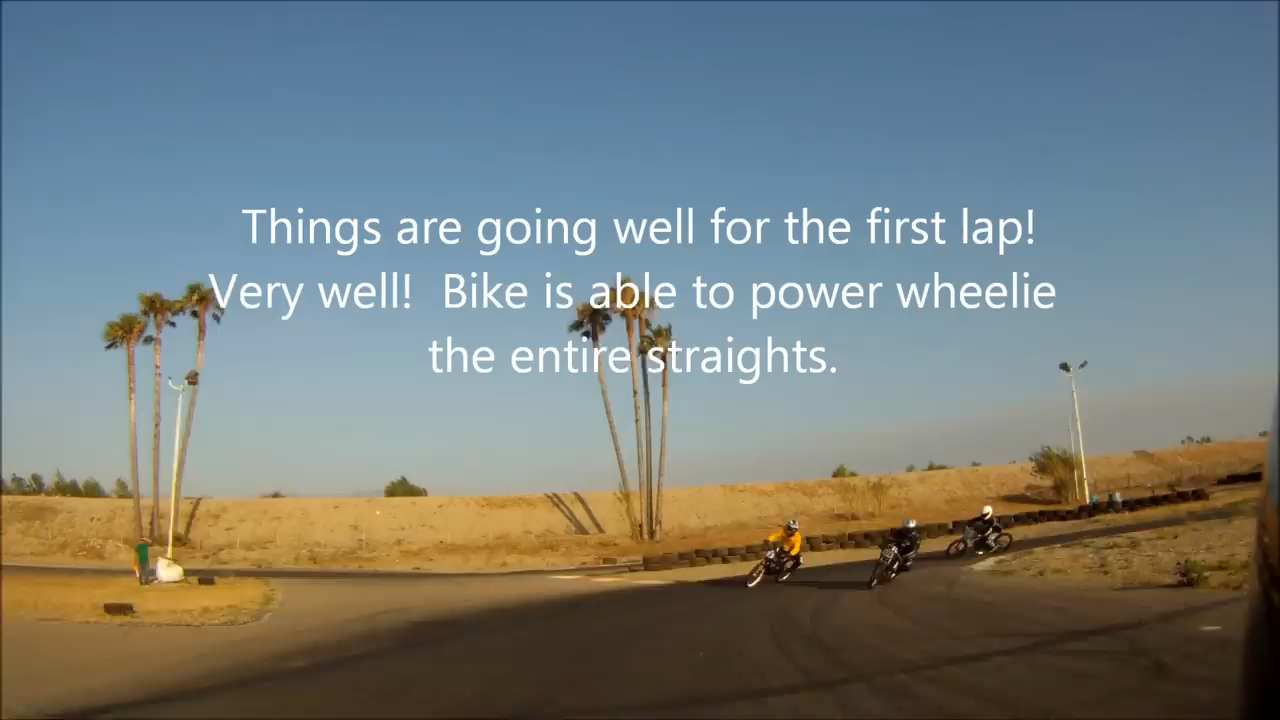 Things are going well for the first lap!
Very well!  Bike is able to power wheelie
the entire straights.